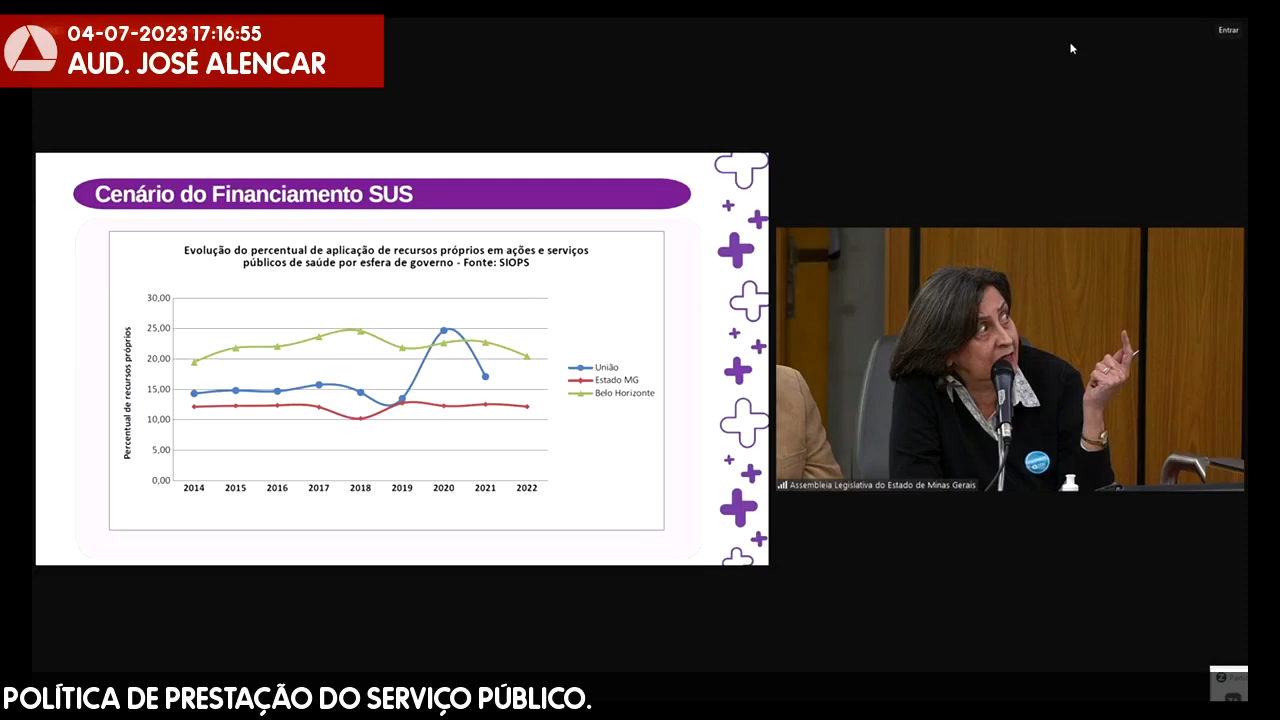 04-07-2023 17:16:55
AUD. JOSÉ ALENCAR
Entrar
Cenário do Financiamento SUS
Evolução do percentual de aplicação de recursos próprios em ações e serviços
públicos de saúde por esfera de governo - Fonte: SIOPS
Percentual de recursos próprios
30,00
25,00
20,00
15,00
10,00
5,00
0,00
2014 2015 2016 2017 2018 2019 2020 2021 2022
União
Estado MG
Belo Horizonte
Assembleia Legislativa do Estado de Minas Gerais
POLÍTICA DE PRESTAÇÃO DO SERVIÇO PÚBLICO.